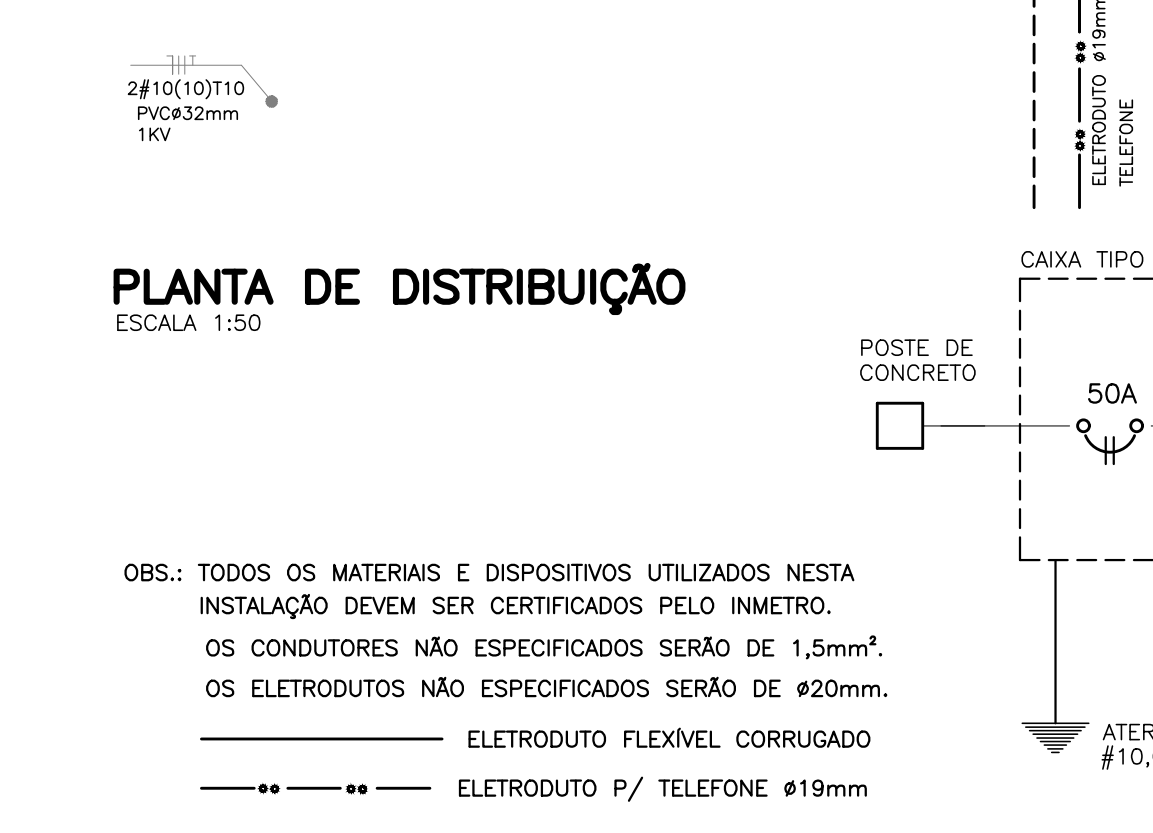 2#10(10)T10
PVCø32mm
1KV
ELETRODUTO ø19mm
TELEFONE
PLANTA DE DISTRIBUIÇÃO
ESCALA 1:50
CAIXA TIPO
POSTE DE
CONCRETO
50A
OBS.: TODOS OS MATERIAIS E DISPOSITIVOS UTILIZADOS NESTA
INSTALAÇÃO DEVEM SER CERTIFICADOS PELO INMETRO.
OS CONDUTORES NÃO ESPECIFICADOS SERÃO DE 1,5mm².
OS ELETRODUTOS NÃO ESPECIFICADOS SERÃO DE ø20mm.
ELETRODUTO FLEXÍVEL CORRUGADO
ELETRODUTO P/ TELEFONE ø19mm